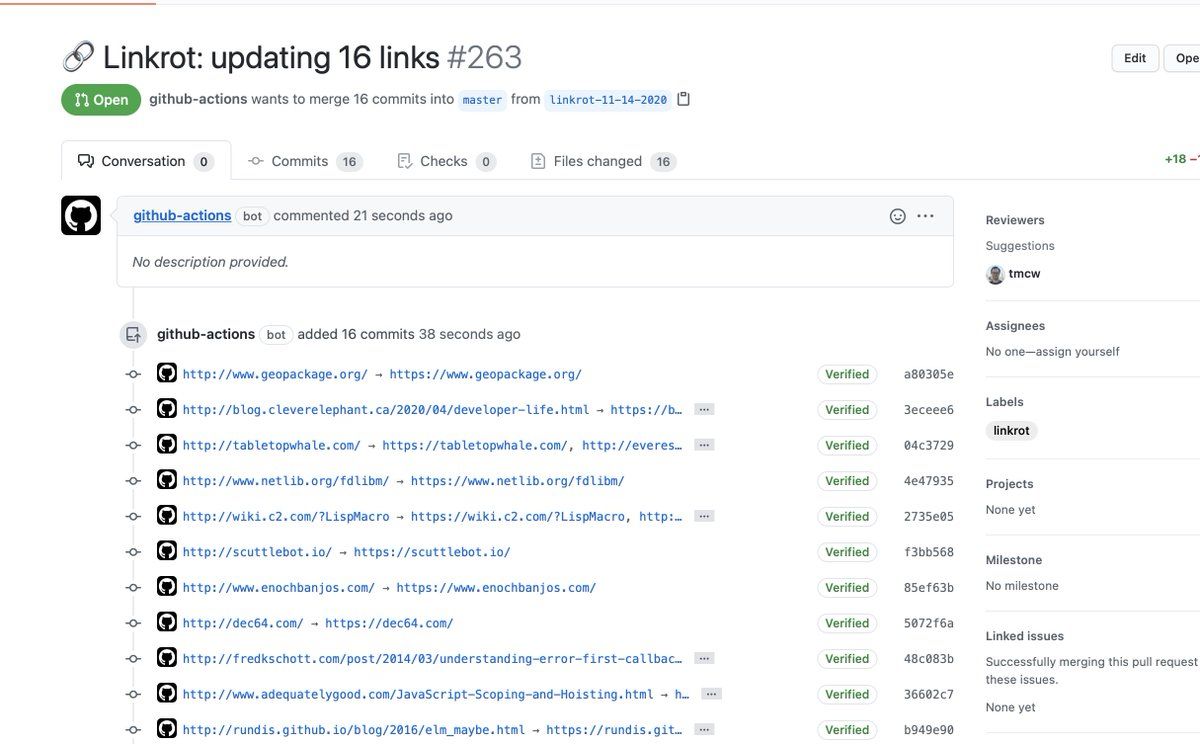 Linkrot: updating 16 links #263
Edit
Open github-actions wants to merge 16 commits into master from linkrot-11-14-2020
Conversation 0 Commits 16 Checks 0 Files changed 16
+18
github-actions bot commented 21 seconds ago
No description provided.
github-actions bot added 16 commits 38 seconds ago
http://www.geopackage.org/ → https://www.geopackage.org/ Verified a80305e
http://blog.cleverelephant.ca/2020/04/developer-life.html → https://b… … Verified 3eceee6
http://tabletopwhale.com/ → https://tabletopwhale.com/, http://everes… … Verified 04c3729
http://www.netlib.org/fdlibm/ → https://www.netlib.org/fdlibm/ Verified 4e47935
http://wiki.c2.com/?LispMacro → https://wiki.c2.com/?LispMacro, http:… … Verified 2735e05
http://scuttlebot.io/ → https://scuttlebot.io/ Verified f3bb568
http://www.enochbanjos.com/ → https://www.enochbanjos.com/ Verified 85ef63b
http://dec64.com/ → https://dec64.com/ Verified 5072f6a
http://fredkschott.com/post/2014/03/understanding-error-first-callbac… … Verified 48c083b
http://www.adequatelygood.com/JavaScript-Scoping-and-Hoisting.html → h… … Verified 36602c7
http://rundis.github.io/blog/2016/elm_maybe.html → https://rundis.git… … Verified b949e90
Reviewers
Suggestions
tmcw
Assignees
No one—assign yourself
Labels
linkrot
Projects
None yet
Milestone
No milestone
Linked issues
Successfully merging this pull request
these issues.
None yet